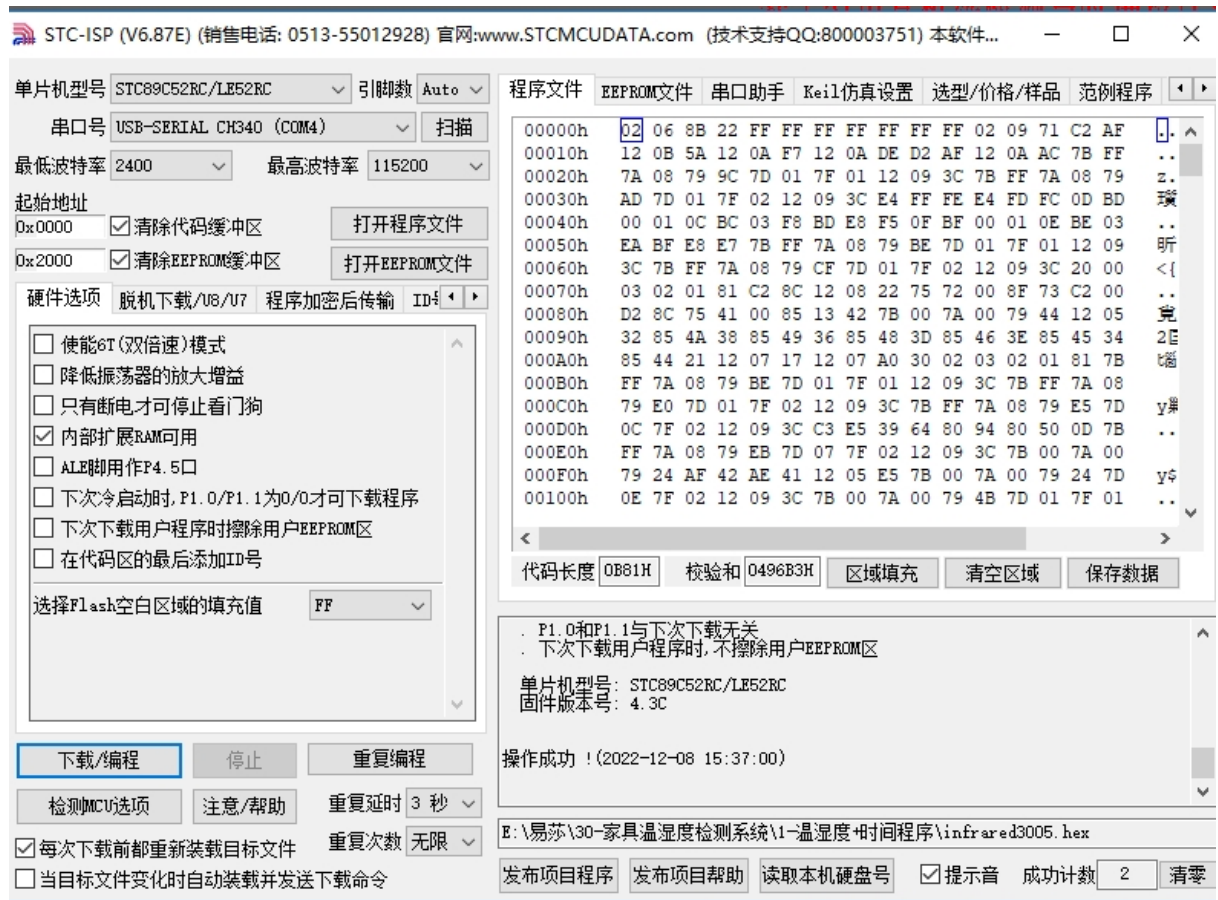 STC-ISP (V6.87E) (销售电话: 0513-55012928) 官网:www.STCMCUDATA.com (技术支持QQ:800003751) 本软件...
单片机型号 STC89C52RC/LE52RC 引脚数 Auto
串口号 USB-SERIAL CH340 (COM4) 扫描
最低波特率 2400 最高波特率 115200
起始地址
0x0000 清除代码缓冲区 打开程序文件
0x2000 清除EEPROM缓冲区 打开EEPROM文件
硬件选项 脱机下载/U8/U7 程序加密后传输
使能6T(双倍速)模式
降低振荡器的放大增益
只有断电才可停止看门狗
内部扩展RAM可用
ALE脚用作P4.5口
下次冷启动时,P1.0/P1.1为0/0才可下载程序
下次下载用户程序时擦除用户EEPROM区
在代码区的最后添加ID号
选择Flash空白区域的填充值 FF
下载/编程 停止 重复编程
检测MCU选项 注意/帮助 重复延时 3 秒
每次下载前都重新装载目标文件 重复次数 无限
当目标文件变化时自动装载并发送下载命令
程序文件 EEPROM文件 串口助手 Keil仿真设置 选型/价格/样品 范例程序
00000h 02 06 8B 22 FF FF FF FF FF FF FF 02 09 71 C2 AF ..
00010h 12 0B 5A 12 0A F7 12 0A DE D2 AF 12 0A AC 7B FF ..
00020h 7A 08 79 9C 7D 01 7F 01 12 09 3C 7B FF 7A 08 79 z.
00030h AD 7D 01 7F 02 12 09 3C E4 FF FE E4 FD FC 0D BD
00040h 00 01 0C BC 03 F8 BD E8 F5 0F BF 00 01 0E BE 03 ..
00050h EA BF E8 E7 7B FF 7A 08 79 BE 7D 01 7F 01 12 09 昕
00060h 3C 7B FF 7A 08 79 CF 7D 01 7F 02 12 09 3C 20 00 <{
00070h 03 02 01 81 C2 8C 12 08 22 75 72 00 8F 73 C2 00 ..
00080h D2 8C 75 41 00 85 13 42 7B 00 7A 00 79 44 12 05
00090h 32 85 4A 38 85 49 36 85 48 3D 85 46 3E 85 45 34
000A0h 85 44 21 12 07 17 12 07 A0 30 02 03 02 01 81 7B
000B0h FF 7A 08 79 BE 7D 01 7F 01 12 09 3C 7B FF 7A 08
000C0h 79 E0 7D 01 7F 02 12 09 3C 7B FF 7A 08 79 E5 7D
000D0h 0C 7F 02 12 09 3C C3 E5 39 64 80 94 80 50 0D 7B ..
000E0h FF 7A 08 79 EB 7D 07 7F 02 12 09 3C 7B 00 7A 00
000F0h 79 24 AF 42 AE 41 12 05 E5 7B 00 7A 00 79 24 7D y$
00100h 0E 7F 02 12 09 3C 7B 00 7A 00 79 4B 7D 01 7F 01 ..
代码长度 0B81H 校验和 0496B3H 区域填充 清空区域 保存数据
. P1.0和P1.1与下次下载无关
. 下次下载用户程序时,不擦除用户EEPROM区
单片机型号: STC89C52RC/LE52RC
固件版本号: 4.3C
操作成功 !(2022-12-08 15:37:00)
E:\易莎\30-家具温湿度检测系统\1-温湿度+时间程序\infrared3005.hex
发布项目程序 发布项目帮助 读取本机硬盘号 提示音 成功计数 2 清零